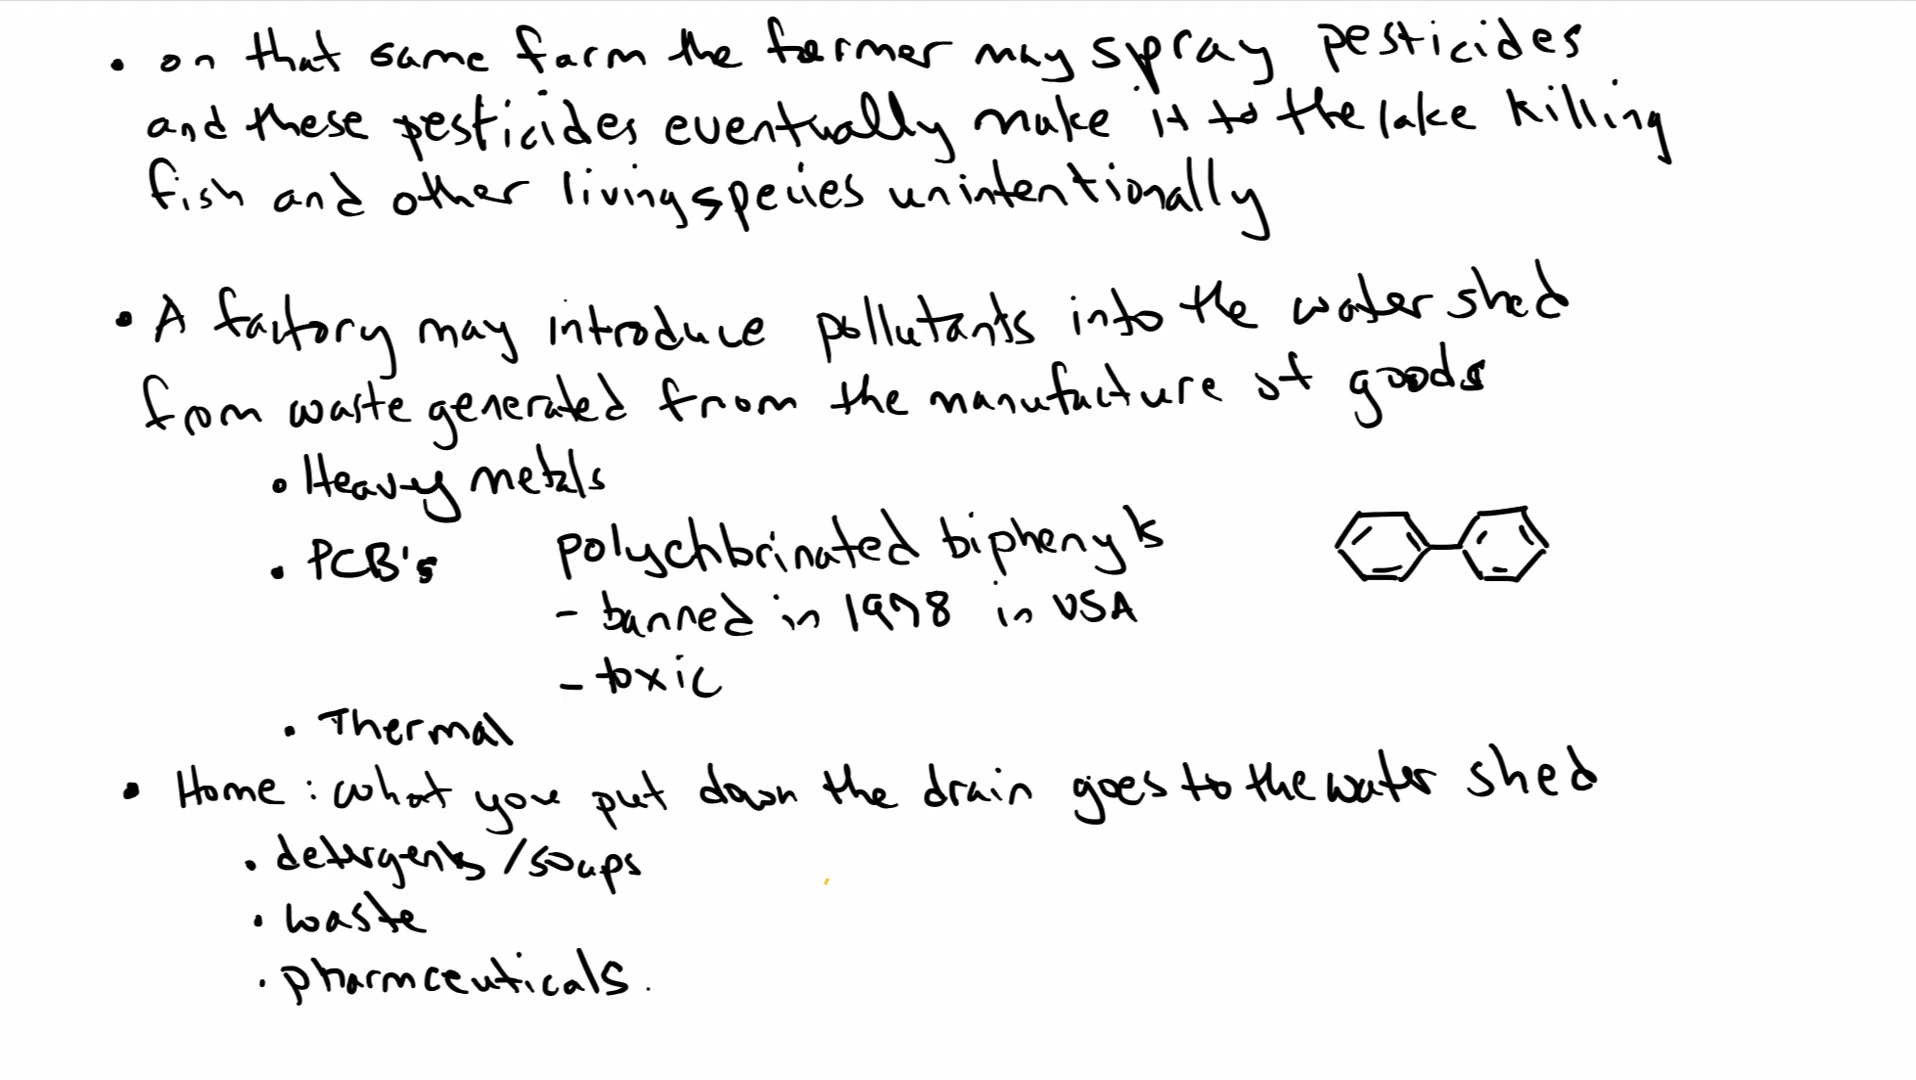 • on that same farm the farmer may spray pesticides
and these pesticides eventually make it to the lake killing
fish and other living species unintentionally
• A factory may introduce pollutants into the water shed
from waste generated from the manufacture of goods
• Heavy metals
• PCB's polychlorinated biphenyls
- banned in 1978 in USA
- toxic
• Thermal
• Home : what you put down the drain goes to the water shed
• detergents / soaps
• waste
• pharmceuticals.